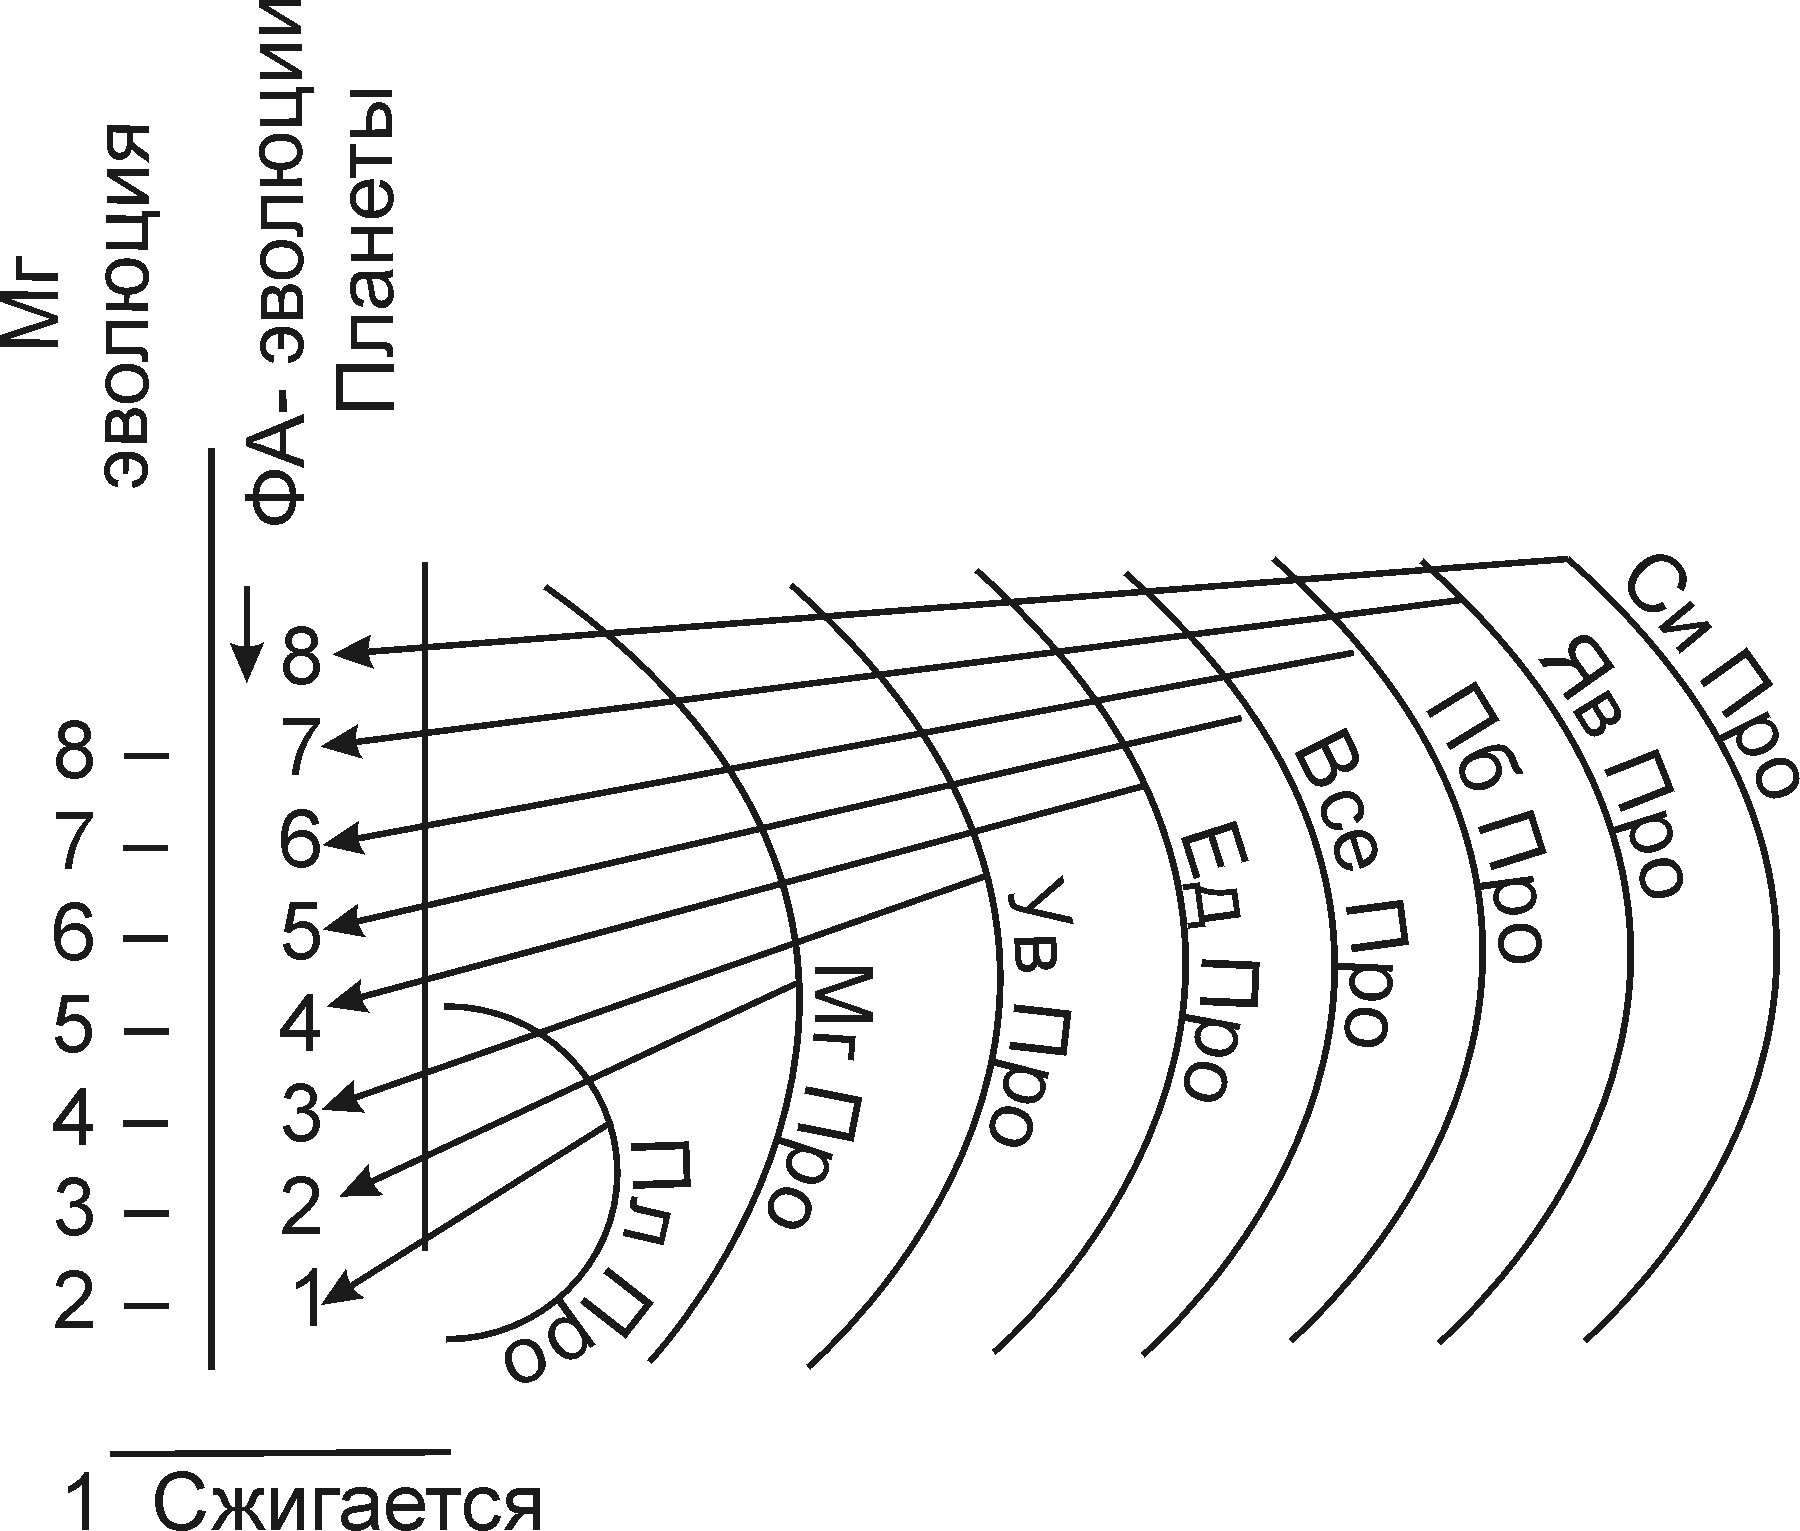 Мг
эволюция
ФА- эволюции
Планеты
8
7
6
5
4
3
2
1
8 –
7 –
6 –
5 –
4 –
3 –
2 –
1 Сжигается
Пл Про
Мг Про
Ув Про
Ед Про
Все Про
Пб Про
Яв Про
Си Про